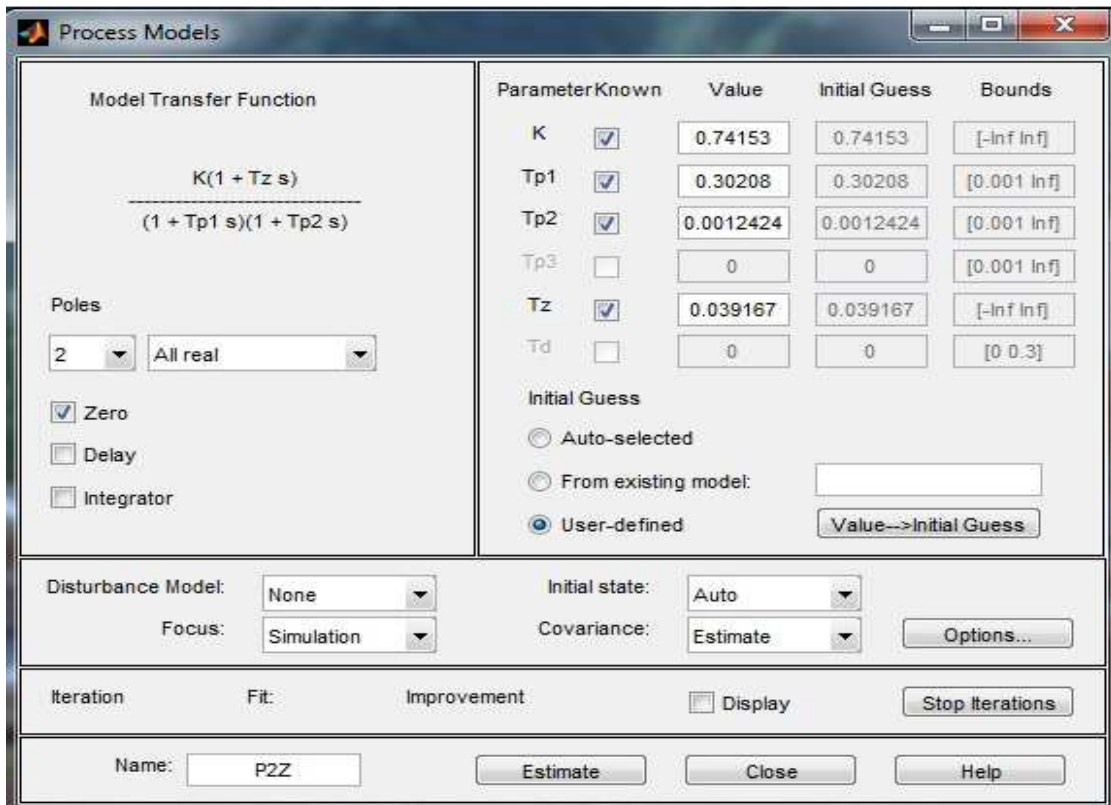 Process Models
Model Transfer Function
K(1 + Tz s)
(1 + Tp1 s)(1 + Tp2 s)
Poles
2 All real
Zero
Delay
Integrator
Parameter Known Value Initial Guess Bounds
K 0.74153 0.74153 [-Inf Inf]
Tp1 0.30208 0.30208 [0.001 Inf]
Tp2 0.0012424 0.0012424 [0.001 Inf]
Tp3 0 0 [0.001 Inf]
Tz 0.039167 0.039167 [-Inf Inf]
Td 0 0 [0 0.3]
Initial Guess
Auto-selected
From existing model:
User-defined Value-->Initial Guess
Disturbance Model: None Initial state: Auto
Focus: Simulation Covariance: Estimate Options...
Iteration Fit: Improvement Display Stop Iterations
Name: P2Z Estimate Close Help